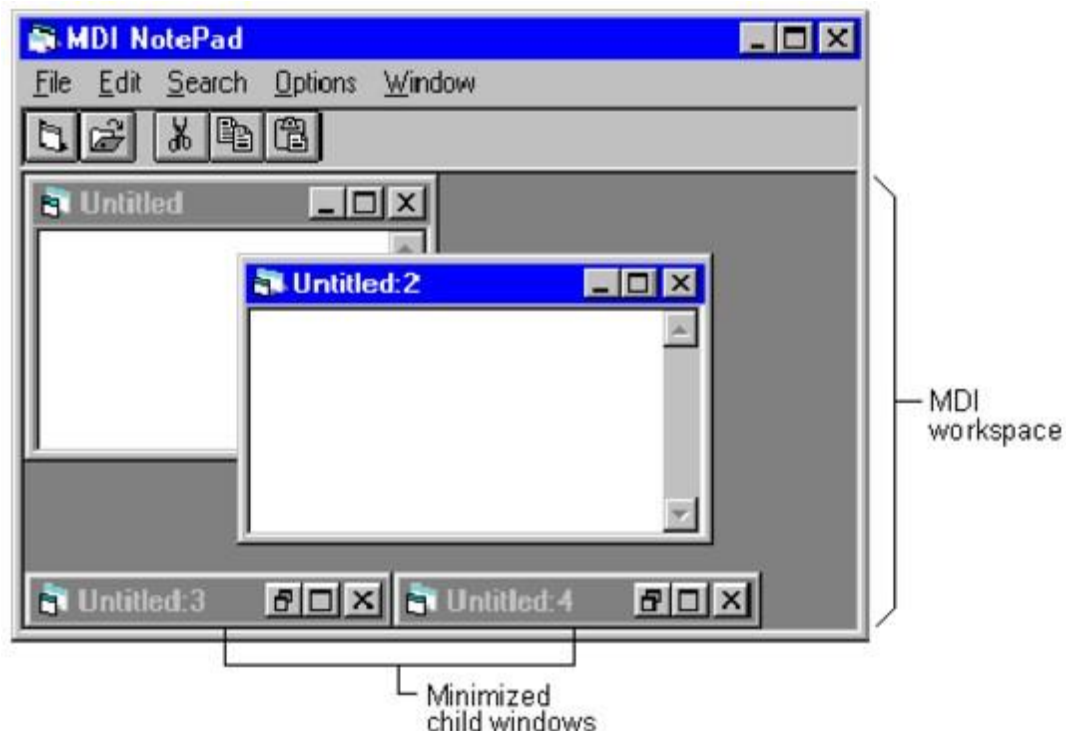 MDI NotePad
File Edit Search Options Window
Untitled
Untitled:2
MDI
workspace
Untitled:3
Untitled:4
Minimized
child windows